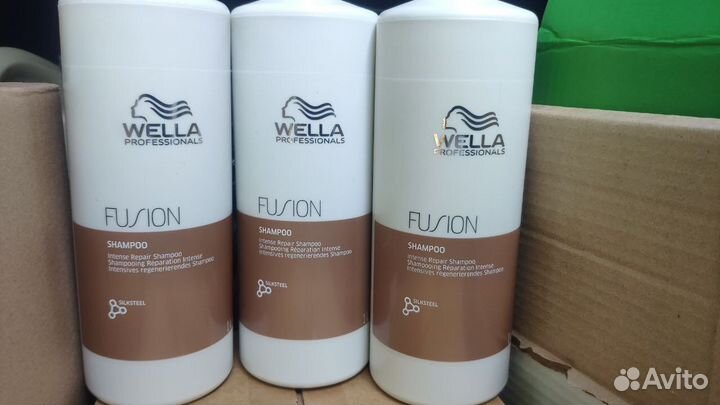 WELLA
PROFESSIONALS
FUSION
SHAMPOO
Intense Repair Shampoo
Shampooing Réparation Intense
Intensives regenerierendes Shampoo
SILKSTEEL
WELLA
PROFESSIONALS
FUSION
SHAMPOO
Intense Repair Shampoo
Shampooing Réparation Intense
Intensives regenerierendes Shampoo
SILKSTEEL
WELLA
PROFESSIONALS
FUSION
SHAMPOO
Intense Repair Shampoo
Shampooing Réparation Intense
Intensives regenerierendes Shampoo
SILKSTEEL
Avito